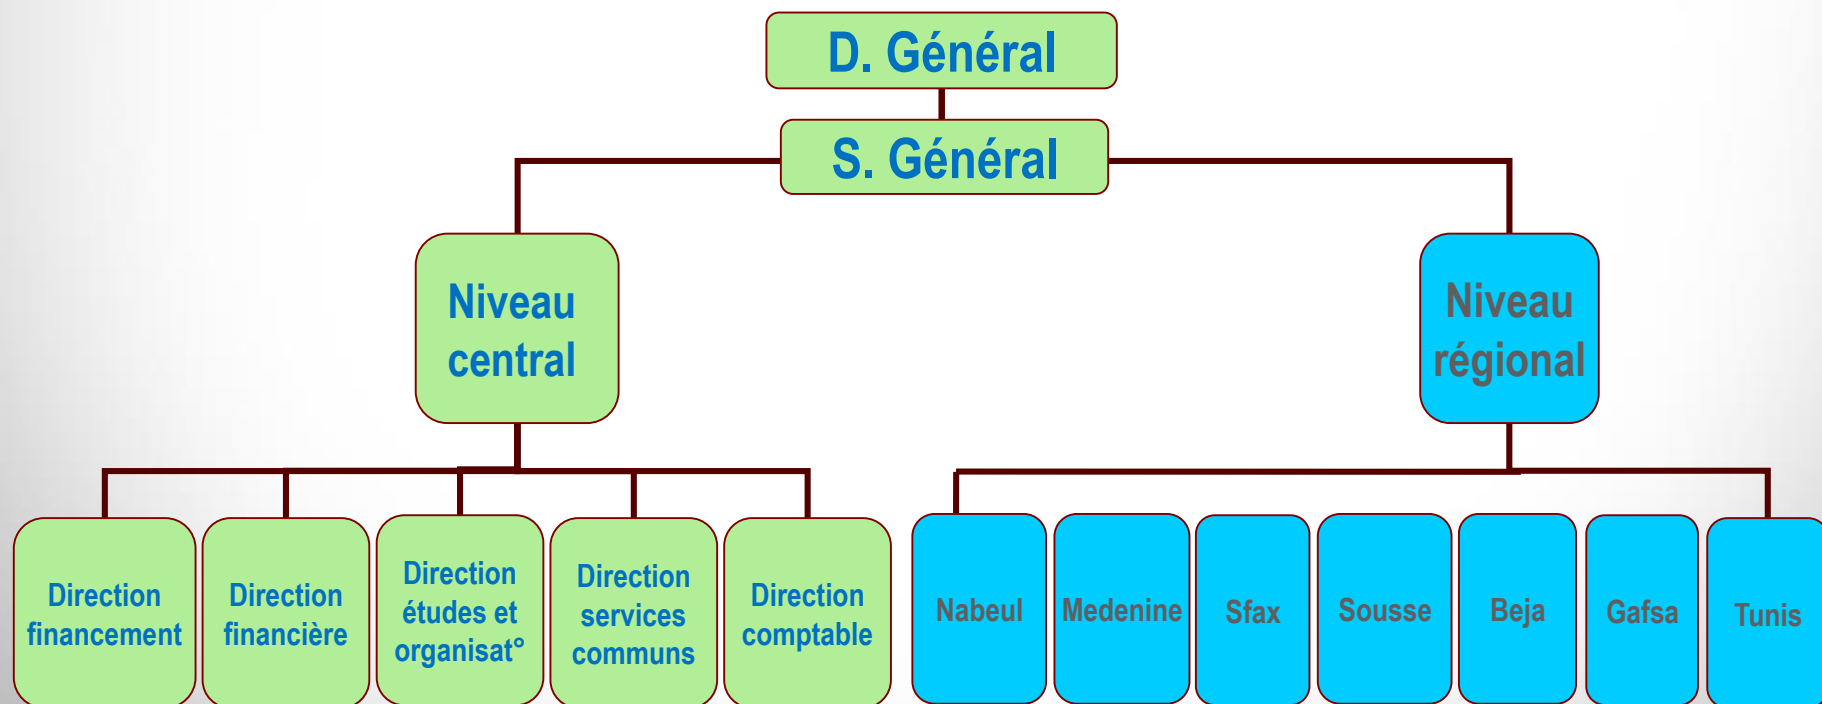 D. Général
S. Général
Niveau
central
Niveau
régional
Direction
financement
Direction
financière
Direction
études et
organisat°
Direction
services
communs
Direction
comptable
Nabeul
Medenine
Sfax
Sousse
Beja
Gafsa
Tunis